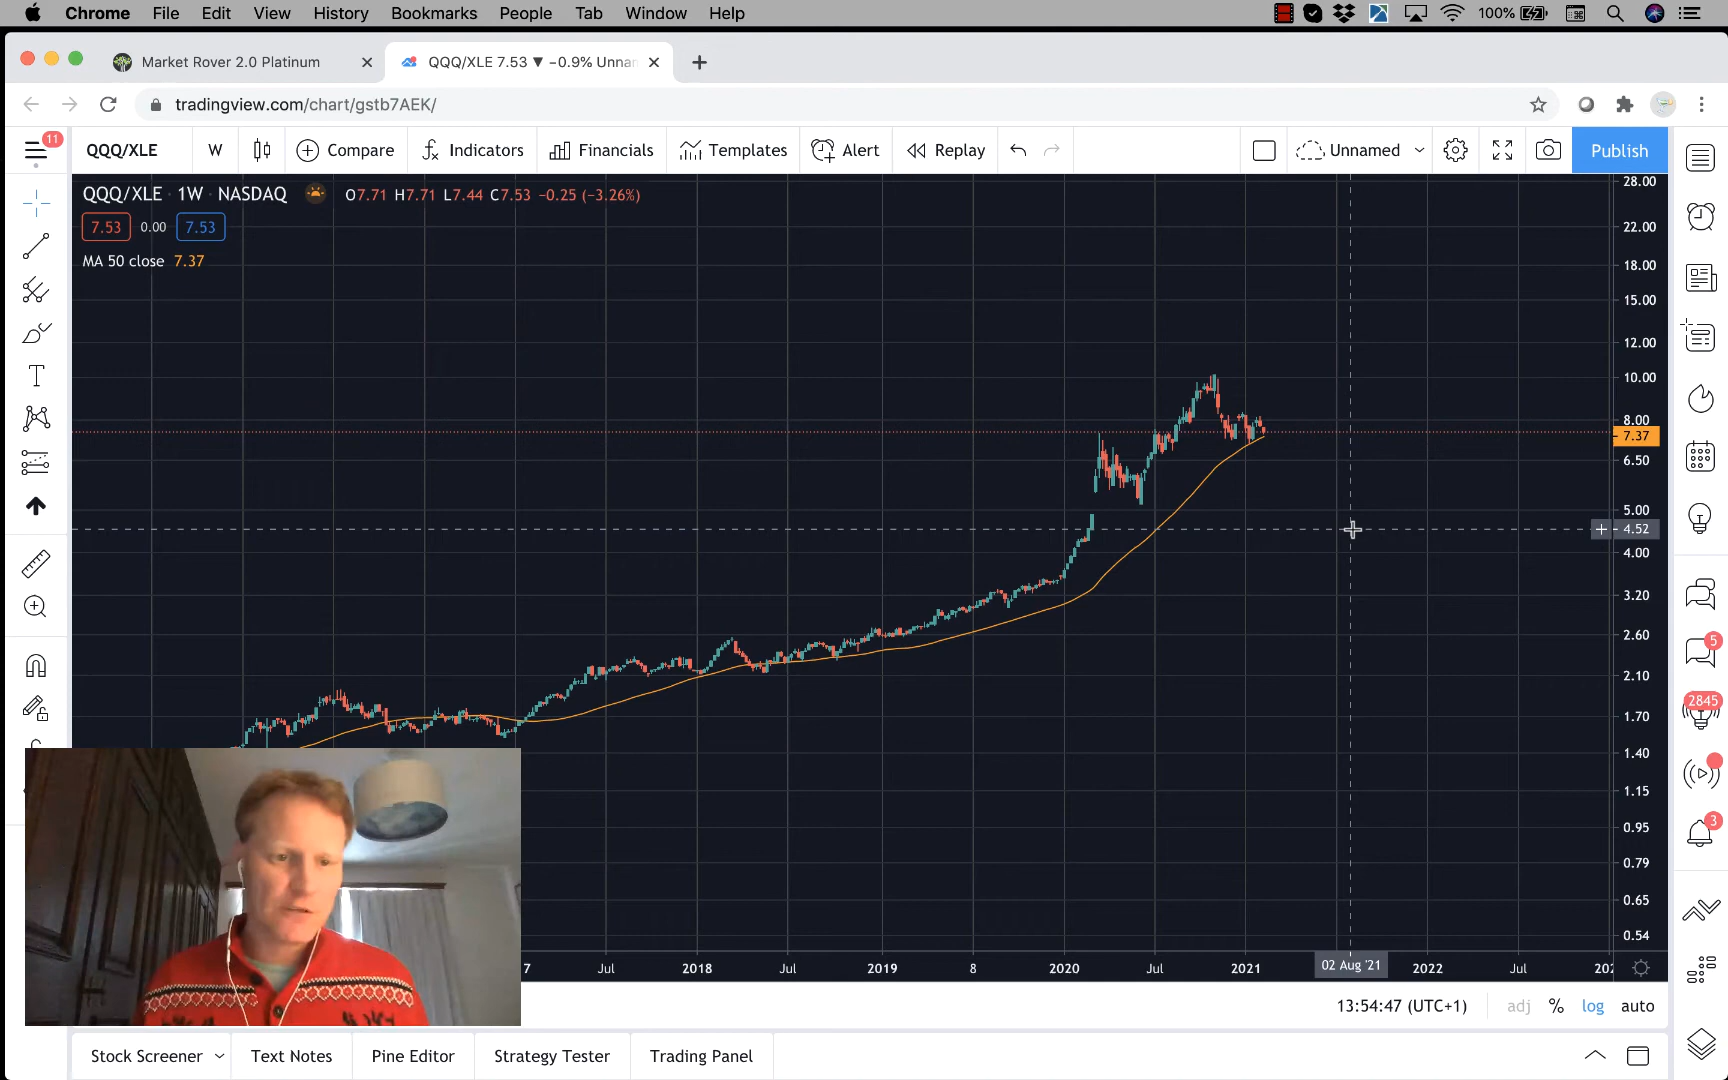 Chrome File Edit View History Bookmarks People Tab Window Help 100%
Market Rover 2.0 Platinum
QQQ/XLE 7.53 ▼ −0.9% Unna
tradingview.com/chart/gstb7AEK/
11
QQQ/XLE W Compare Indicators Financials Templates Alert Replay Unnamed Publish
QQQ/XLE · 1W · NASDAQ O7.71 H7.71 L7.44 C7.53 −0.25 (−3.26%)
7.53 0.00 7.53
MA 50 close 7.37
28.00
22.00
18.00
15.00
12.00
10.00
8.00
7.37
6.50
5.00
4.52
4.00
3.20
2.60
2.10
1.70
1.40
1.15
0.95
0.79
0.65
0.54
5
2845
3
7 Jul 2018 Jul 2019 8 2020 Jul 2021 02 Aug '21 2022 Jul 202
13:54:47 (UTC+1) adj % log auto
Stock Screener Text Notes Pine Editor Strategy Tester Trading Panel